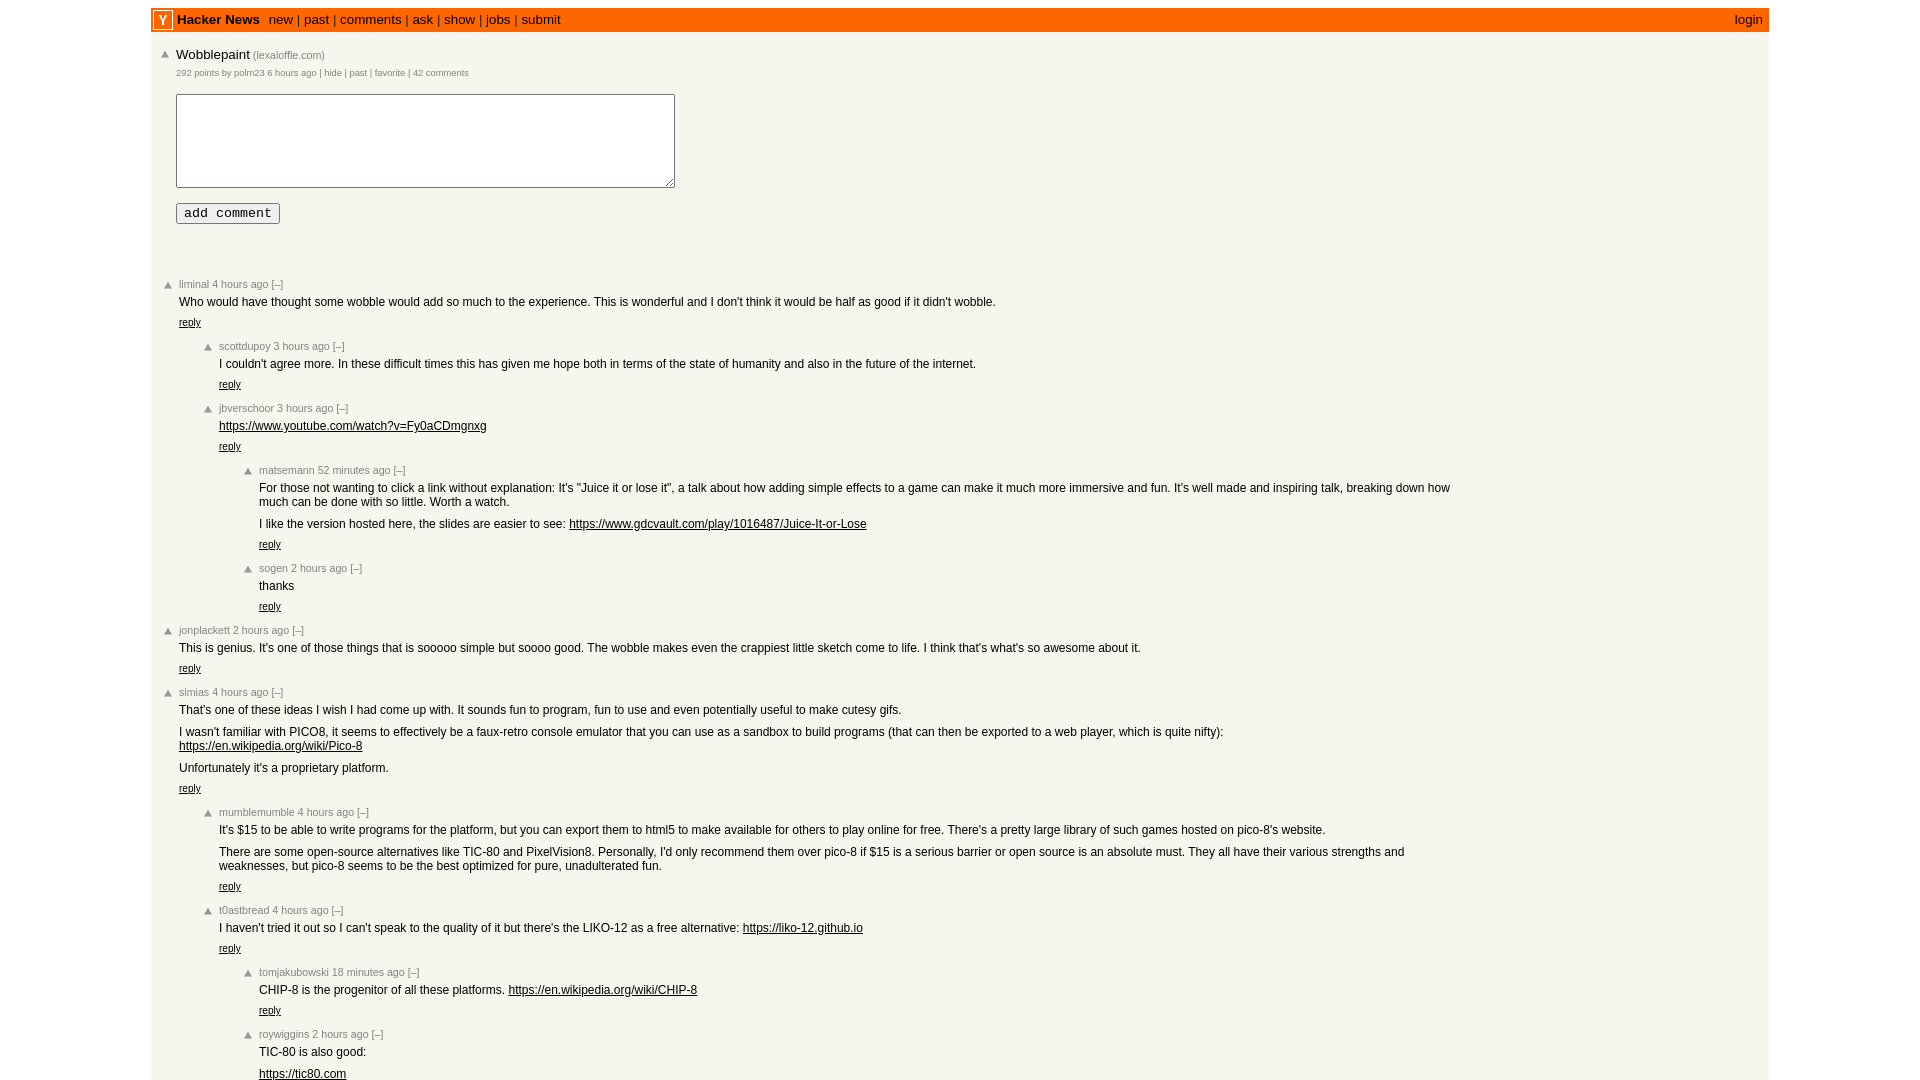 Y Hacker News new | past | comments | ask | show | jobs | submit login
Wobblepaint (lexaloffle.com)
292 points by polm23 6 hours ago | hide | past | favorite | 42 comments
add comment
liminal 4 hours ago [–]
Who would have thought some wobble would add so much to the experience. This is wonderful and I don't think it would be half as good if it didn't wobble.
reply
scottdupoy 3 hours ago [–]
I couldn't agree more. In these difficult times this has given me hope both in terms of the state of humanity and also in the future of the internet.
reply
jbverschoor 3 hours ago [–]
https://www.youtube.com/watch?v=Fy0aCDmgnxg
reply
matsemann 52 minutes ago [–]
For those not wanting to click a link without explanation: It's "Juice it or lose it", a talk about how adding simple effects to a game can make it much more immersive and fun. It's well made and inspiring talk, breaking down how
much can be done with so little. Worth a watch.
I like the version hosted here, the slides are easier to see: https://www.gdcvault.com/play/1016487/Juice-It-or-Lose
reply
sogen 2 hours ago [–]
thanks
reply
jonplackett 2 hours ago [–]
This is genius. It's one of those things that is sooooo simple but soooo good. The wobble makes even the crappiest little sketch come to life. I think that's what's so awesome about it.
reply
simias 4 hours ago [–]
That's one of these ideas I wish I had come up with. It sounds fun to program, fun to use and even potentially useful to make cutesy gifs.
I wasn't familiar with PICO8, it seems to effectively be a faux-retro console emulator that you can use as a sandbox to build programs (that can then be exported to a web player, which is quite nifty):
https://en.wikipedia.org/wiki/Pico-8
Unfortunately it's a proprietary platform.
reply
mumblemumble 4 hours ago [–]
It's $15 to be able to write programs for the platform, but you can export them to html5 to make available for others to play online for free. There's a pretty large library of such games hosted on pico-8's website.
There are some open-source alternatives like TIC-80 and PixelVision8. Personally, I'd only recommend them over pico-8 if $15 is a serious barrier or open source is an absolute must. They all have their various strengths and
weaknesses, but pico-8 seems to be the best optimized for pure, unadulterated fun.
reply
t0astbread 4 hours ago [–]
I haven't tried it out so I can't speak to the quality of it but there's the LIKO-12 as a free alternative: https://liko-12.github.io
reply
tomjakubowski 18 minutes ago [–]
CHIP-8 is the progenitor of all these platforms. https://en.wikipedia.org/wiki/CHIP-8
reply
roywiggins 2 hours ago [–]
TIC-80 is also good:
https://tic80.com